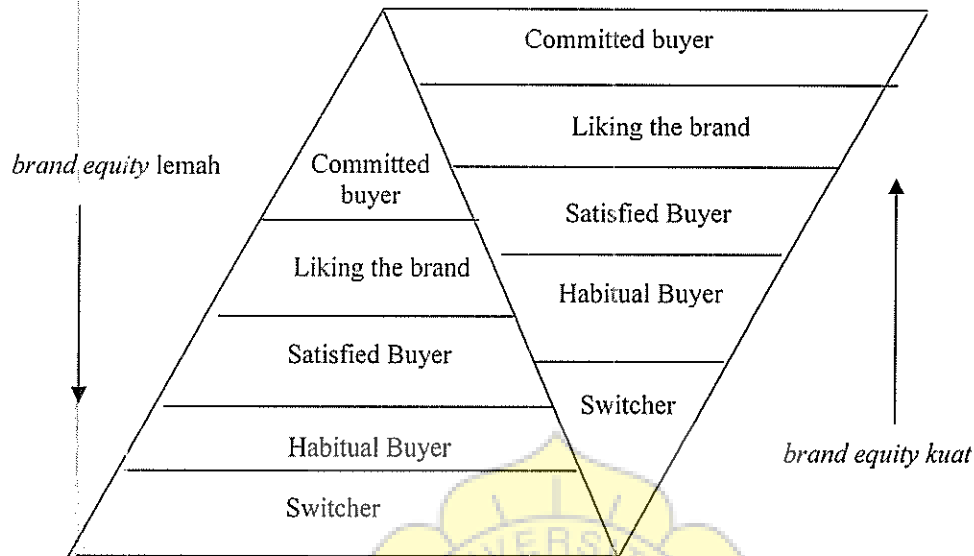 brand equity lemah
Committed
buyer
Liking the brand
Satisfied Buyer
Habitual Buyer
Switcher
Committed buyer
Liking the brand
Satisfied Buyer
Habitual Buyer
Switcher
brand equity kuat